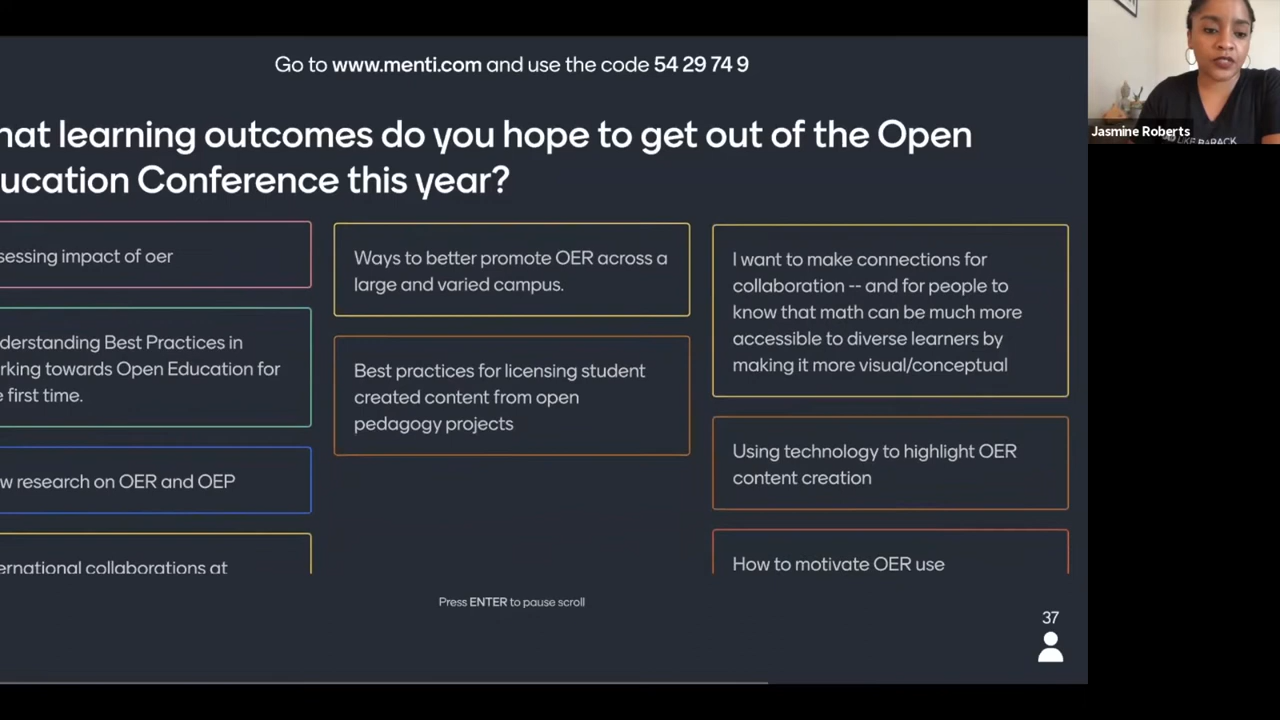 Go to www.menti.com and use the code 54 29 74 9
hat learning outcomes do you hope to get out of the Open
ucation Conference this year?
sessing impact of oer
derstanding Best Practices in
rking towards Open Education for
e first time.
w research on OER and OEP
ernational collaborations at
Ways to better promote OER across a
large and varied campus.
Best practices for licensing student
created content from open
pedagogy projects
I want to make connections for
collaboration -- and for people to
know that math can be much more
accessible to diverse learners by
making it more visual/conceptual
Using technology to highlight OER
content creation
How to motivate OER use
Press ENTER to pause scroll
37
Jasmine Roberts
LIKE BARACK